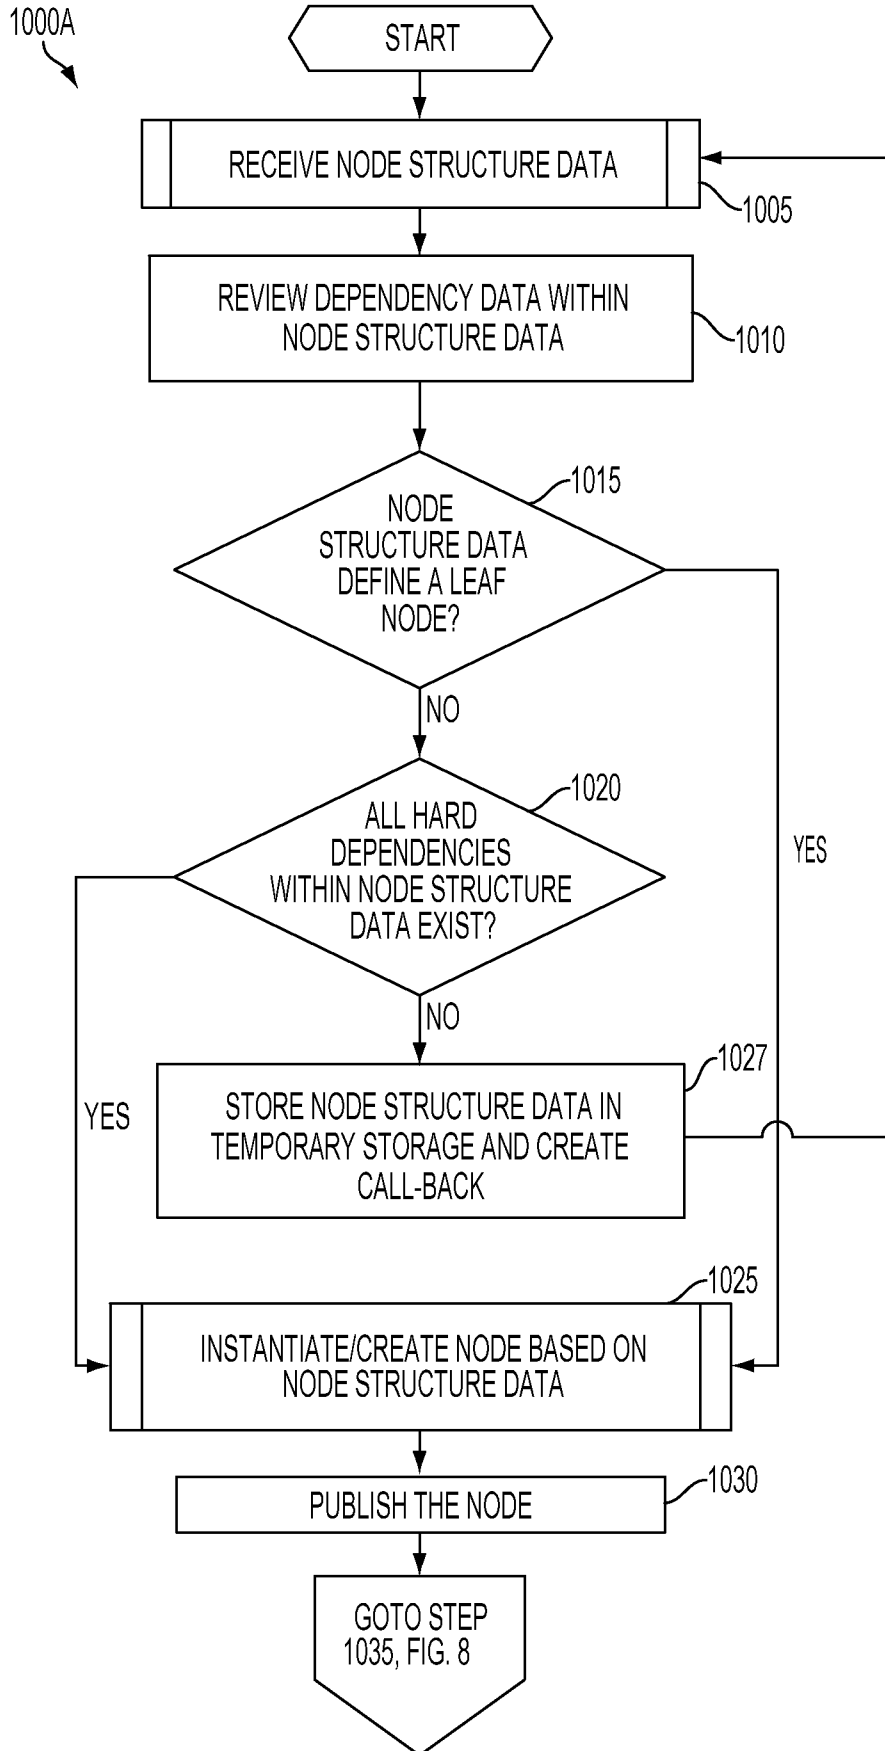 1000A
START
RECEIVE NODE STRUCTURE DATA
1005
REVIEW DEPENDENCY DATA WITHIN
NODE STRUCTURE DATA
1010
1015
NODE
STRUCTURE DATA
DEFINE A LEAF
NODE?
NO
1020
ALL HARD
DEPENDENCIES
WITHIN NODE STRUCTURE
DATA EXIST?
YES
NO
1027
STORE NODE STRUCTURE DATA IN
TEMPORARY STORAGE AND CREATE
CALL-BACK
YES
1025
INSTANTIATE/CREATE NODE BASED ON
NODE STRUCTURE DATA
1030
PUBLISH THE NODE
GOTO STEP
1035, FIG. 8